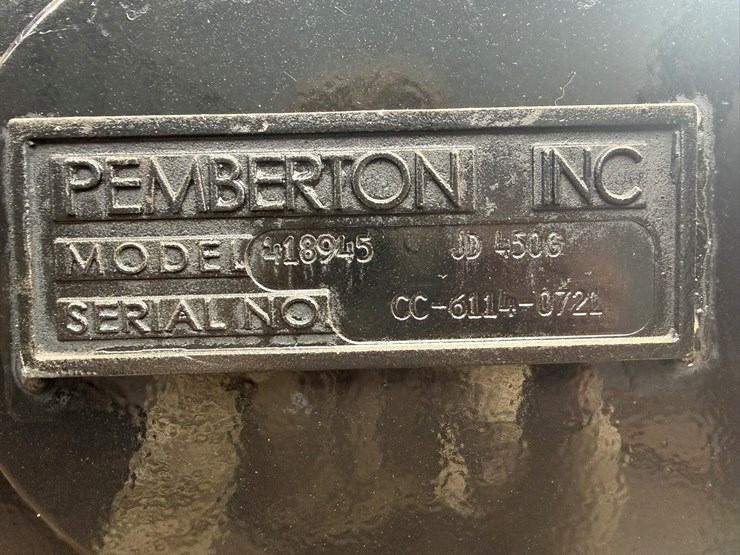 PEMBERTON INC
MODEL 418945 JD 450G
SERIAL NO CC-6114-0721